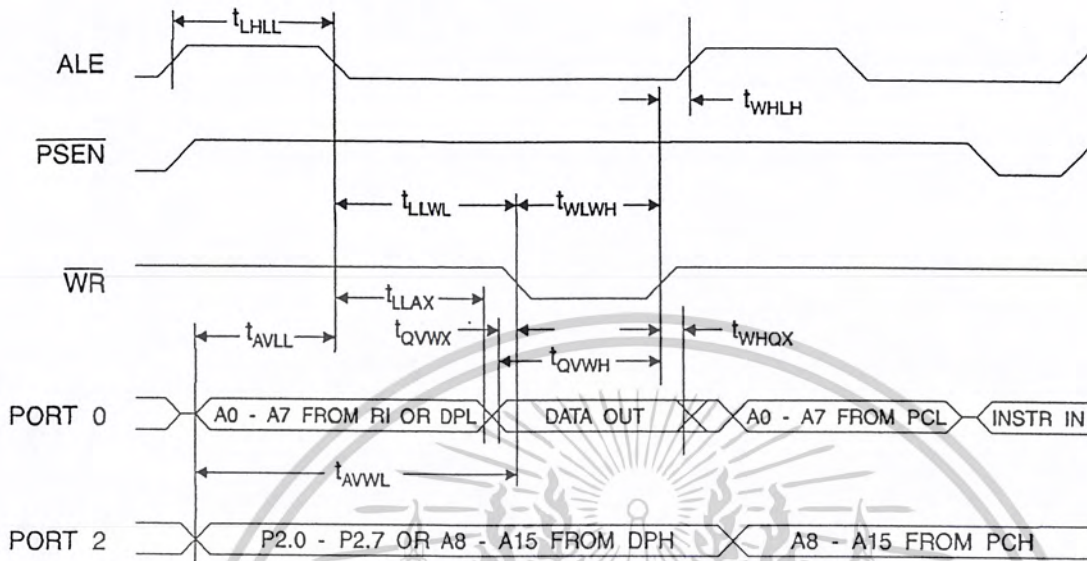 tLHLL
ALE
tWHLH
PSEN
tLLWL
tWLWH
WR
tLLAX
tAVLL
tQVWX
tWHQX
tQVWH
PORT 0
A0 - A7 FROM RI OR DPL
DATA OUT
A0 - A7 FROM PCL
INSTR IN
tAVWL
PORT 2
P2.0 - P2.7 OR A8 - A15 FROM DPH
A8 - A15 FROM PCH